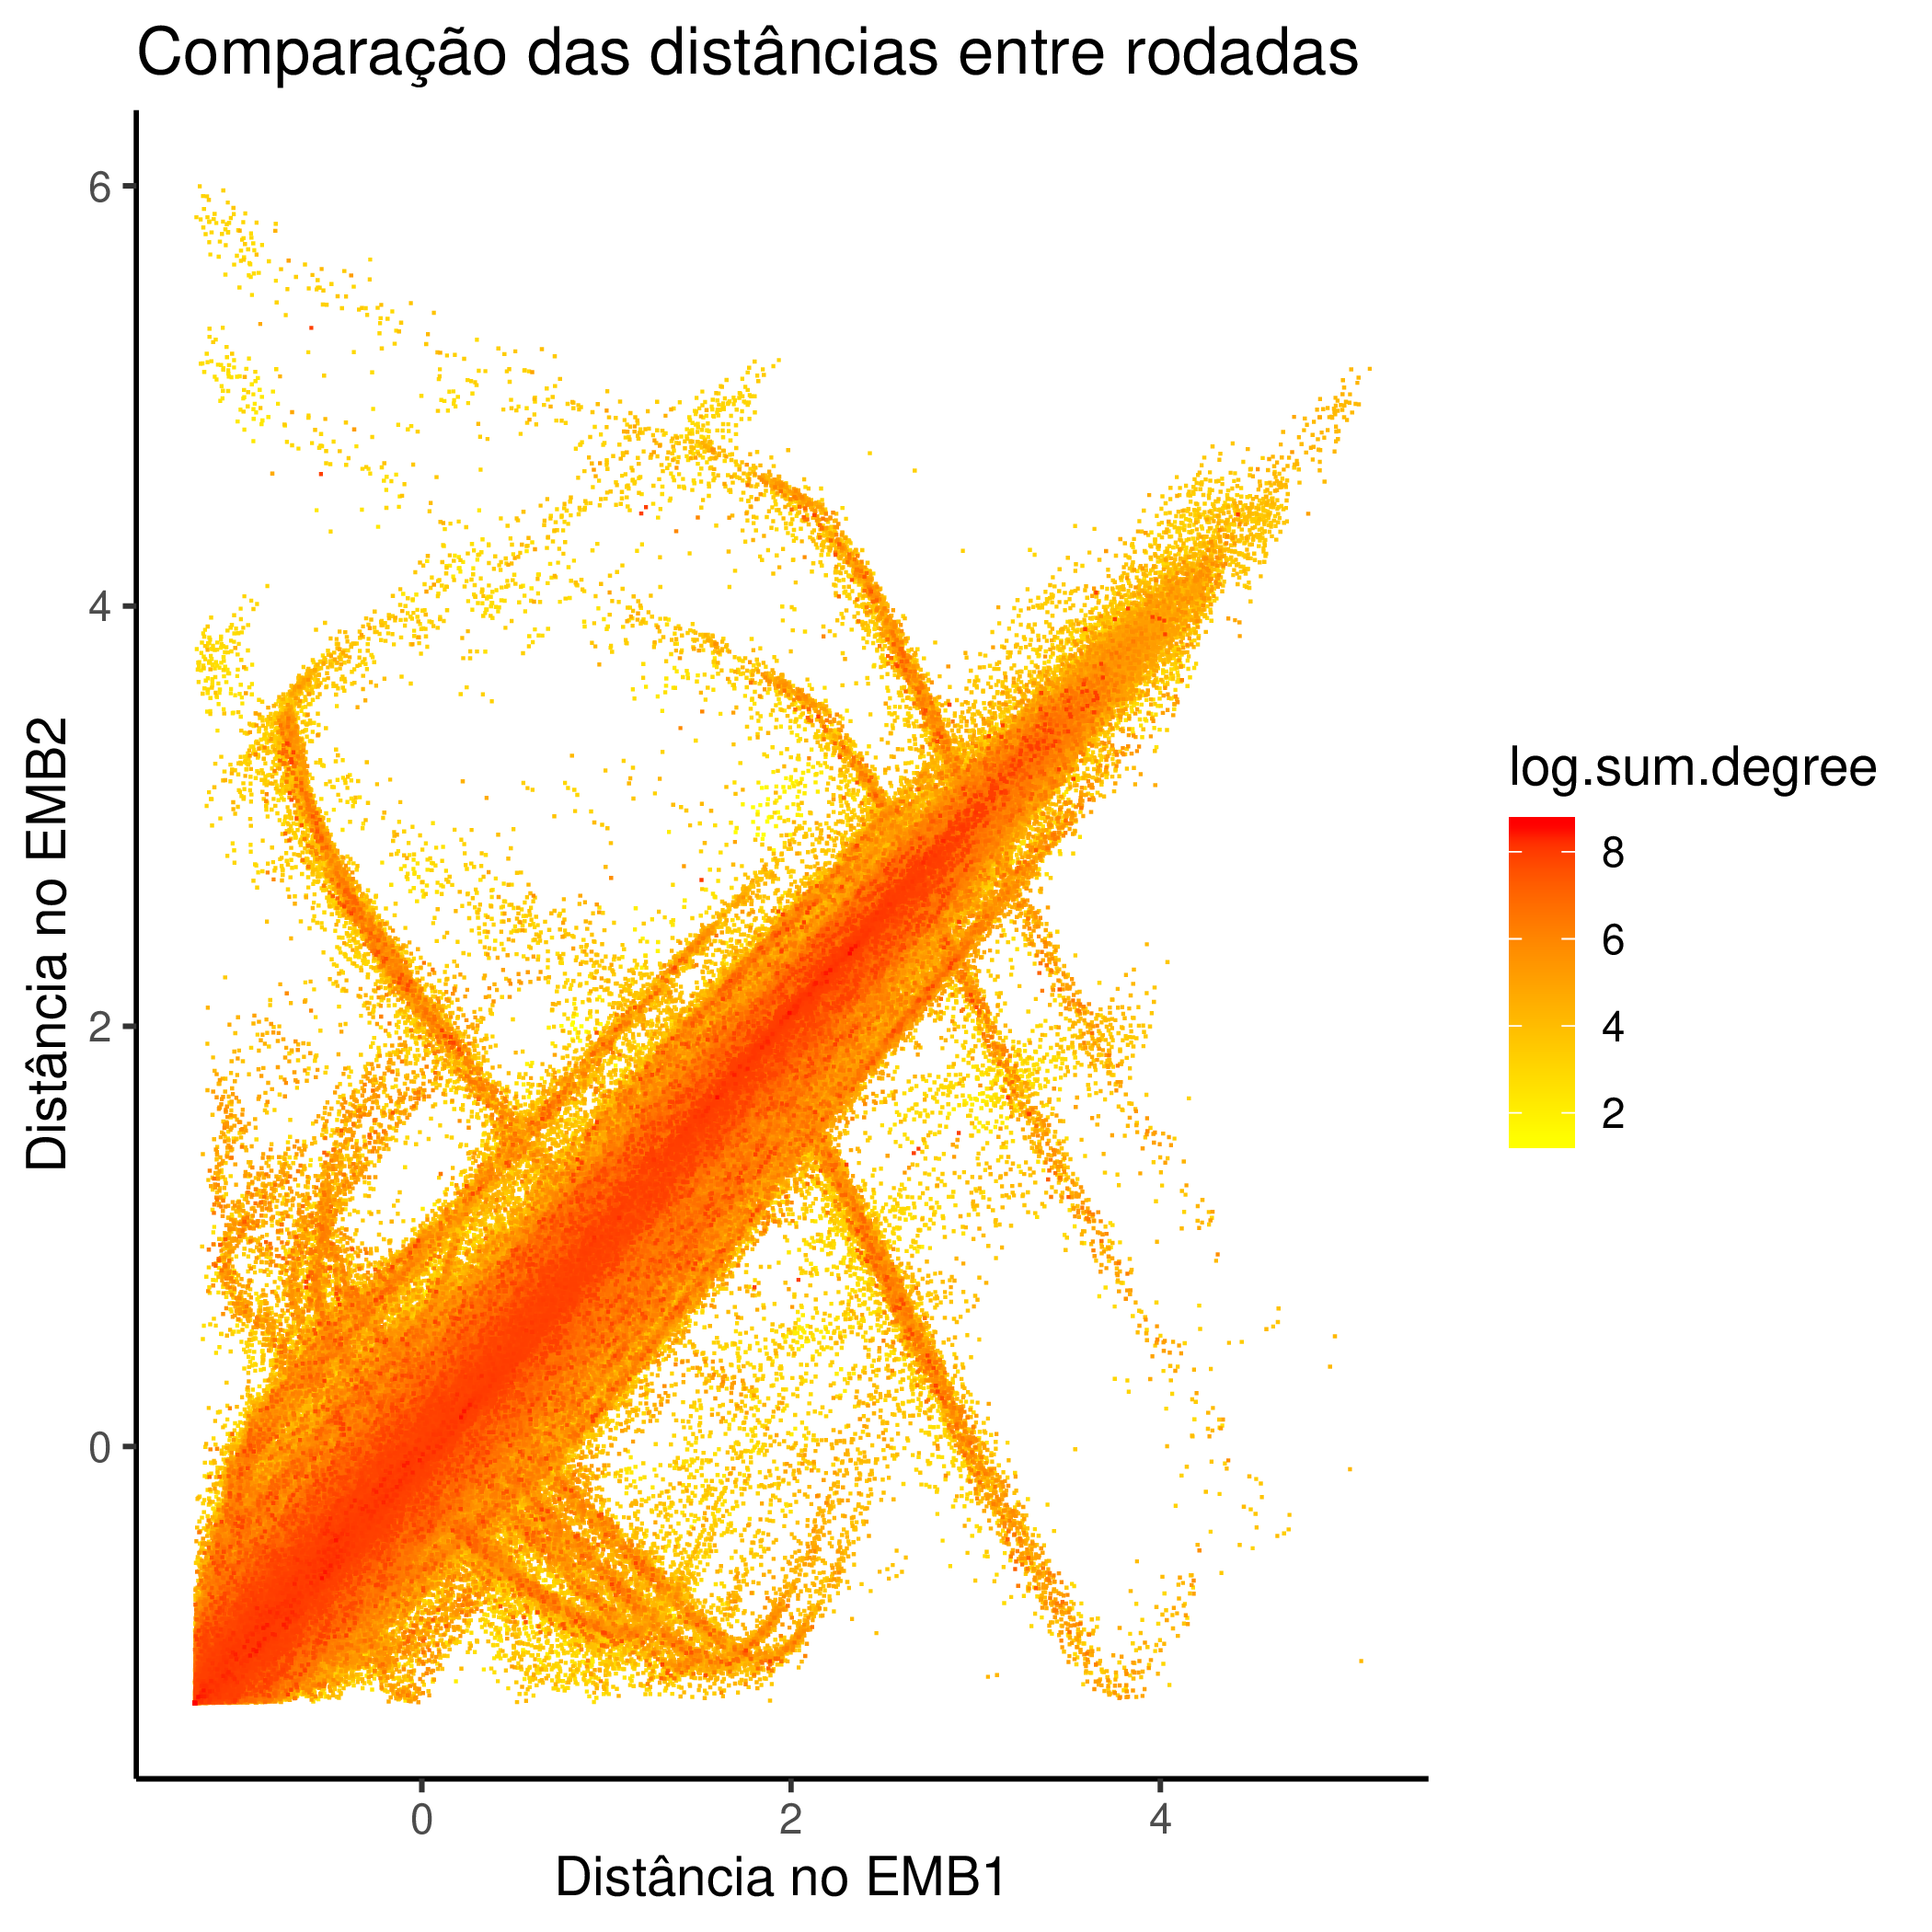 Comparação das distâncias entre rodadas
6
4
2
0
Distância no EMB2
0
2
4
Distância no EMB1
log.sum.degree
8
6
4
2